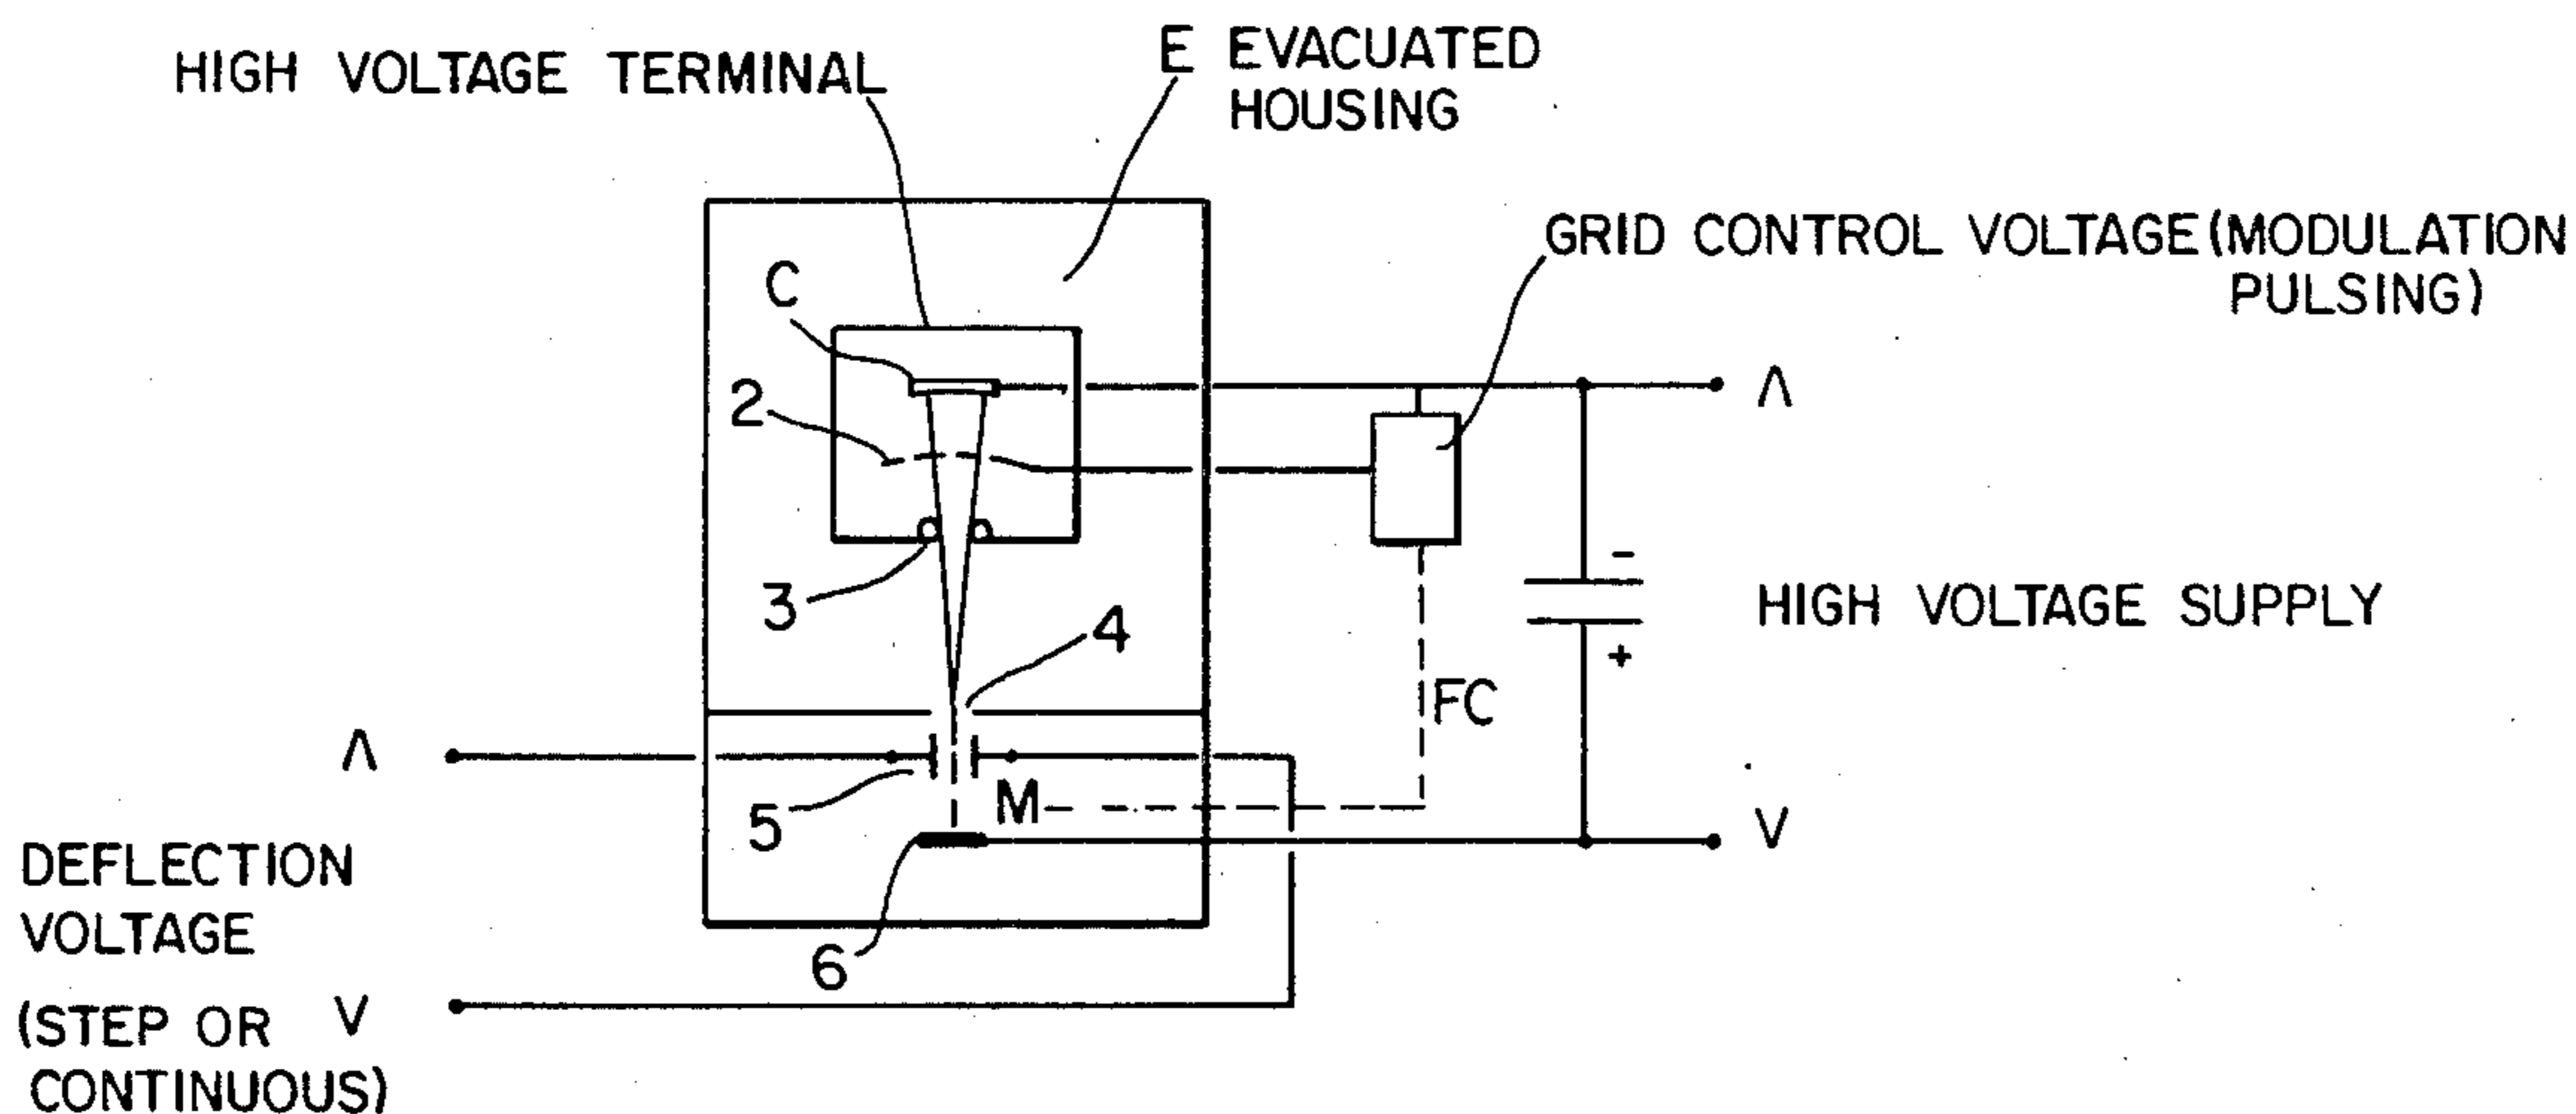 HIGH VOLTAGE TERMINAL
E EVACUATED
HOUSING
GRID CONTROL VOLTAGE (MODULATION
PULSING)
C
2
Λ
3
-
HIGH VOLTAGE SUPPLY
+
4
FC
Λ
M
5
V
DEFLECTION
VOLTAGE
6
(STEP OR V
CONTINUOUS)